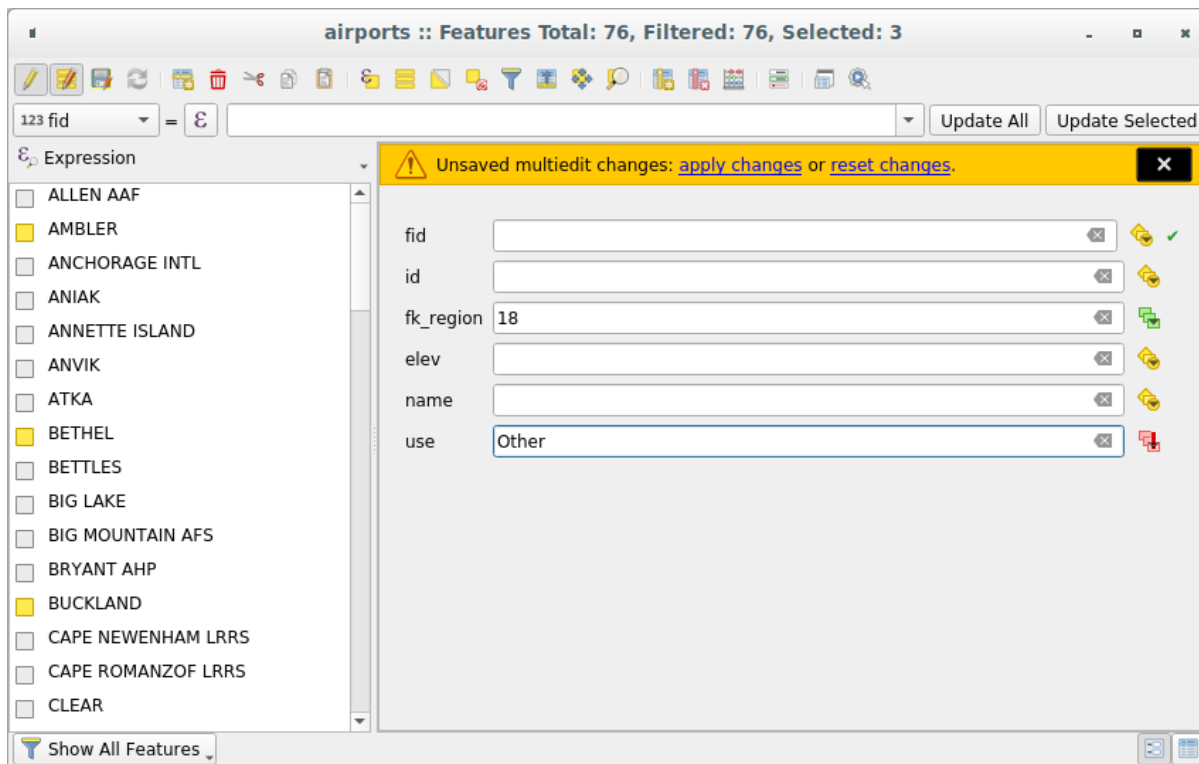 airports :: Features Total: 76, Filtered: 76, Selected: 3
123 fid = ε Update All Update Selected
ε Expression
Unsaved multiedit changes: apply changes or reset changes.
ALLEN AAF
AMBLER
ANCHORAGE INTL
ANIAK
ANNETTE ISLAND
ANVIK
ATKA
BETHEL
BETTLES
BIG LAKE
BIG MOUNTAIN AFS
BRYANT AHP
BUCKLAND
CAPE NEWENHAM LRRS
CAPE ROMANZOF LRRS
CLEAR
fid
id
fk_region 18
elev
name
use Other
Show All Features